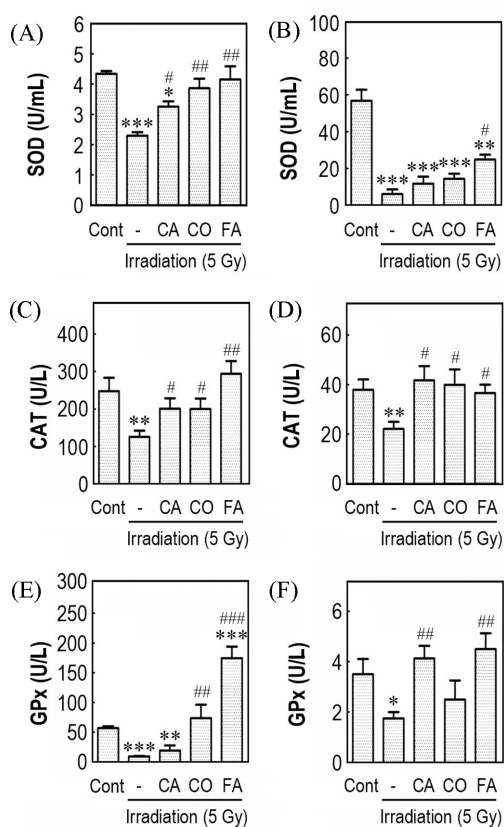 (A)
SOD (U/mL)
6
5
4
3
2
1
0
#
*
##
##
***
Cont - CA CO FA
Irradiation (5 Gy)
(B)
SOD (U/mL)
100
80
60
40
20
0
#
**
***
***
***
Cont - CA CO FA
Irradiation (5 Gy)
(C)
CAT (U/L)
500
400
300
200
100
0
##
#
#
**
Cont - CA CO FA
Irradiation (5 Gy)
(D)
CAT (U/L)
80
60
40
20
0
#
#
#
**
Cont - CA CO FA
Irradiation (5 Gy)
(E)
GPx (U/L)
300
250
200
150
100
50
0
###
***
##
**
***
Cont - CA CO FA
Irradiation (5 Gy)
(F)
GPx (U/L)
6
4
2
0
##
##
*
Cont - CA CO FA
Irradiation (5 Gy)